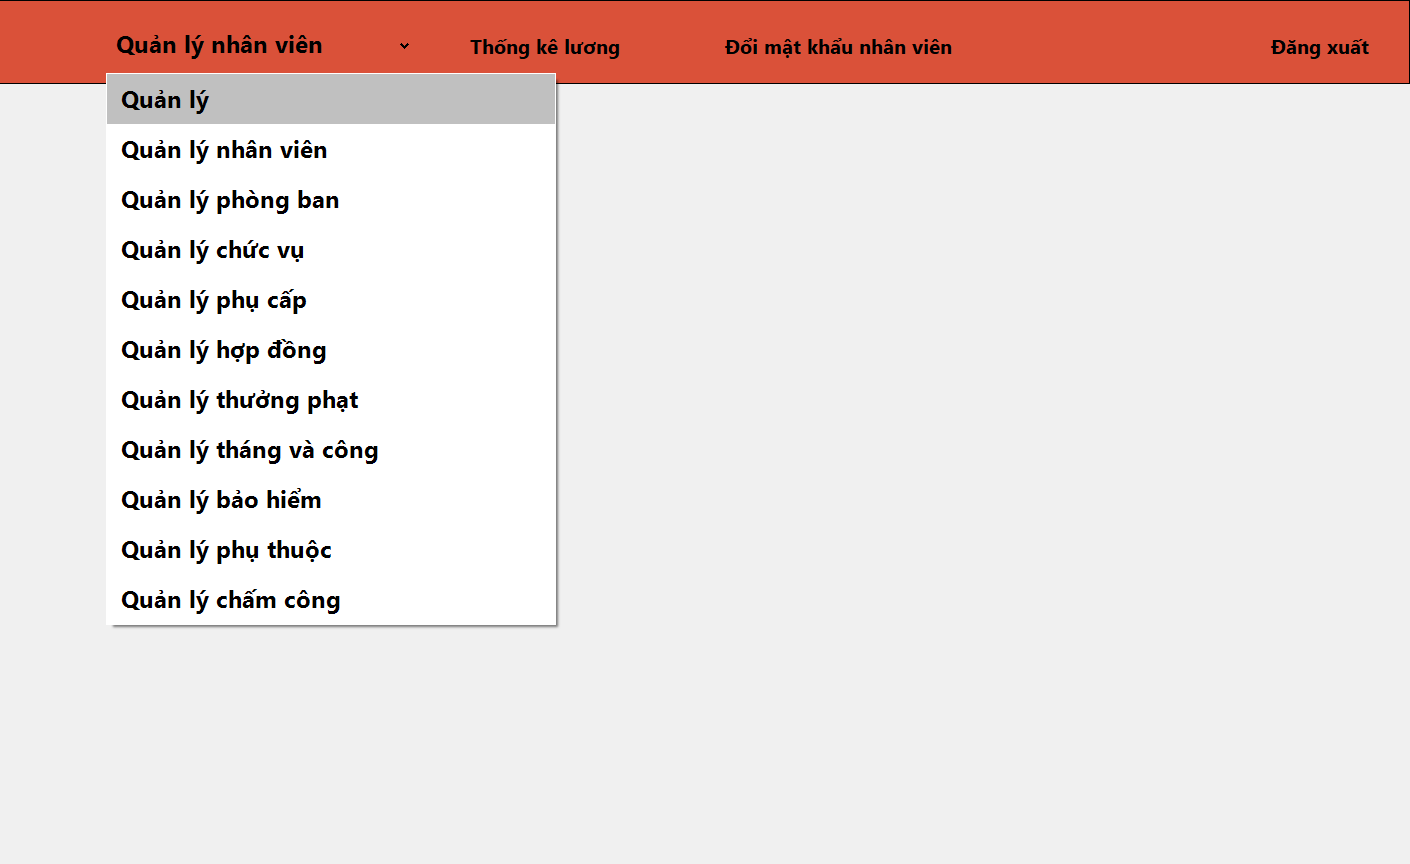 Quản lý nhân viên
Thống kê lương
Đổi mật khẩu nhân viên
Đăng xuất
Quản lý
Quản lý nhân viên
Quản lý phòng ban
Quản lý chức vụ
Quản lý phụ cấp
Quản lý hợp đồng
Quản lý thưởng phạt
Quản lý tháng và công
Quản lý bảo hiểm
Quản lý phụ thuộc
Quản lý chấm công